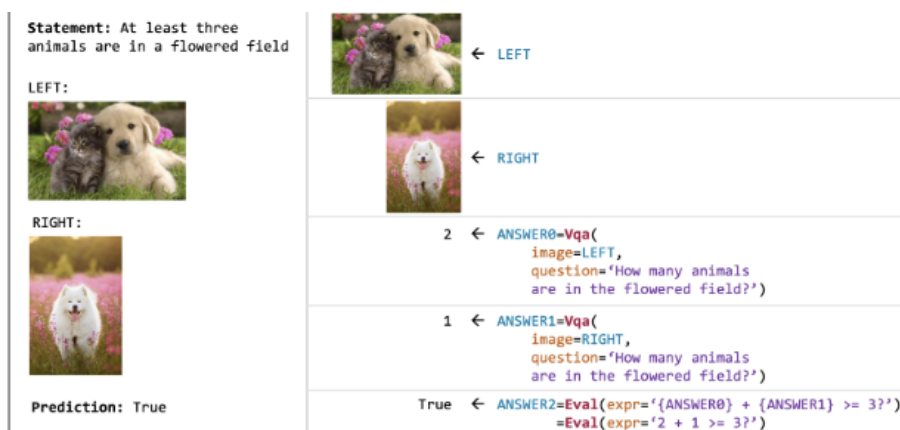 Statement: At least three
animals are in a flowered field
LEFT:
RIGHT:
Prediction: True
← LEFT
← RIGHT
2 ← ANSWER0=Vqa(
image=LEFT,
question=‘How many animals
are in the flowered field?’)
1 ← ANSWER1=Vqa(
image=RIGHT,
question=‘How many animals
are in the flowered field?’)
True ← ANSWER2=Eval(expr=‘{ANSWER0} + {ANSWER1} >= 3?’)
=Eval(expr=‘2 + 1 >= 3?’)